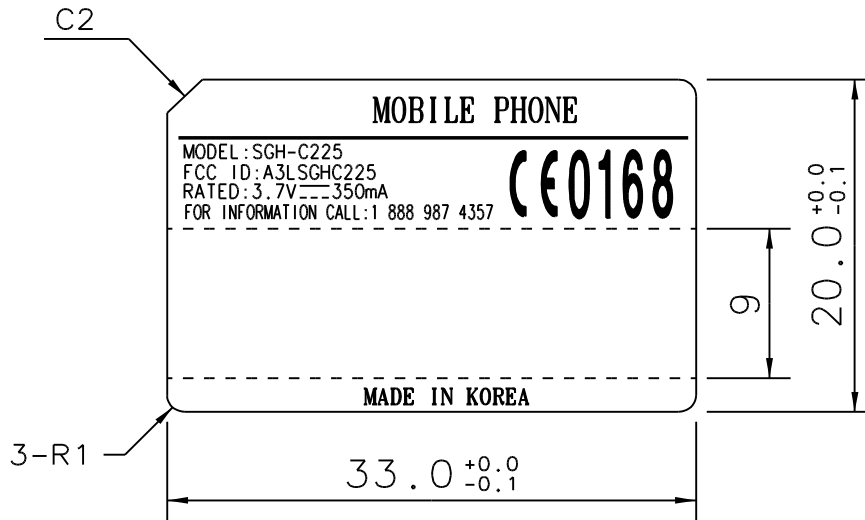 C2
MOBILE PHONE
MODEL:SGH-C225
FCC ID:A3LSGHC225
RATED:3.7V⎓350mA
FOR INFORMATION CALL:1 888 987 4357
CE0168
9
20.0 +0.0 -0.1
MADE IN KOREA
3-R1
33.0 +0.0 -0.1